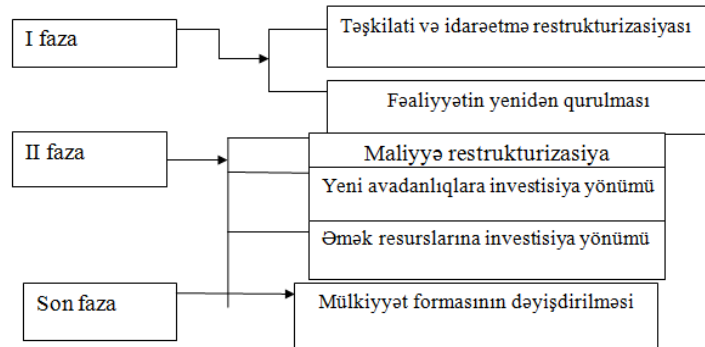 I faza
Təşkilati və idarəetmə restrukturizasiyası
Fəaliyyətin yenidən qurulması
II faza
Maliyyə restrukturizasiya
Yeni avadanlıqlara investisiya yönümü
Əmək resurslarına investisiya yönümü
Son faza
Mülkiyyət formasının dəyişdirilməsi